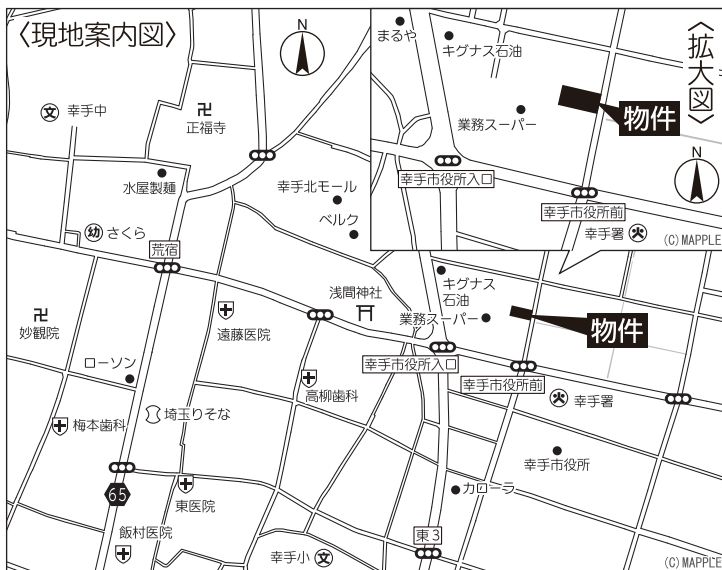 〈現地案内図〉
N
文 幸手中
正福寺
水屋製麺
幸手北モール
ベルク
幼 さくら
荒宿
妙観院
遠藤医院
浅間神社
キグナス
石油
業務スーパー
物件
ローソン
幸手市役所入口
幸手市役所前
高柳歯科
梅本歯科
埼玉りそな
火 幸手署
幸手市役所
65
東医院
カローラ
飯村医院
東3
幸手小 文
(C)MAPPLE
〈拡大図〉
まるや
キグナス石油
業務スーパー
物件
N
幸手市役所入口
幸手市役所前
幸手署 火
(C)MAPPLE